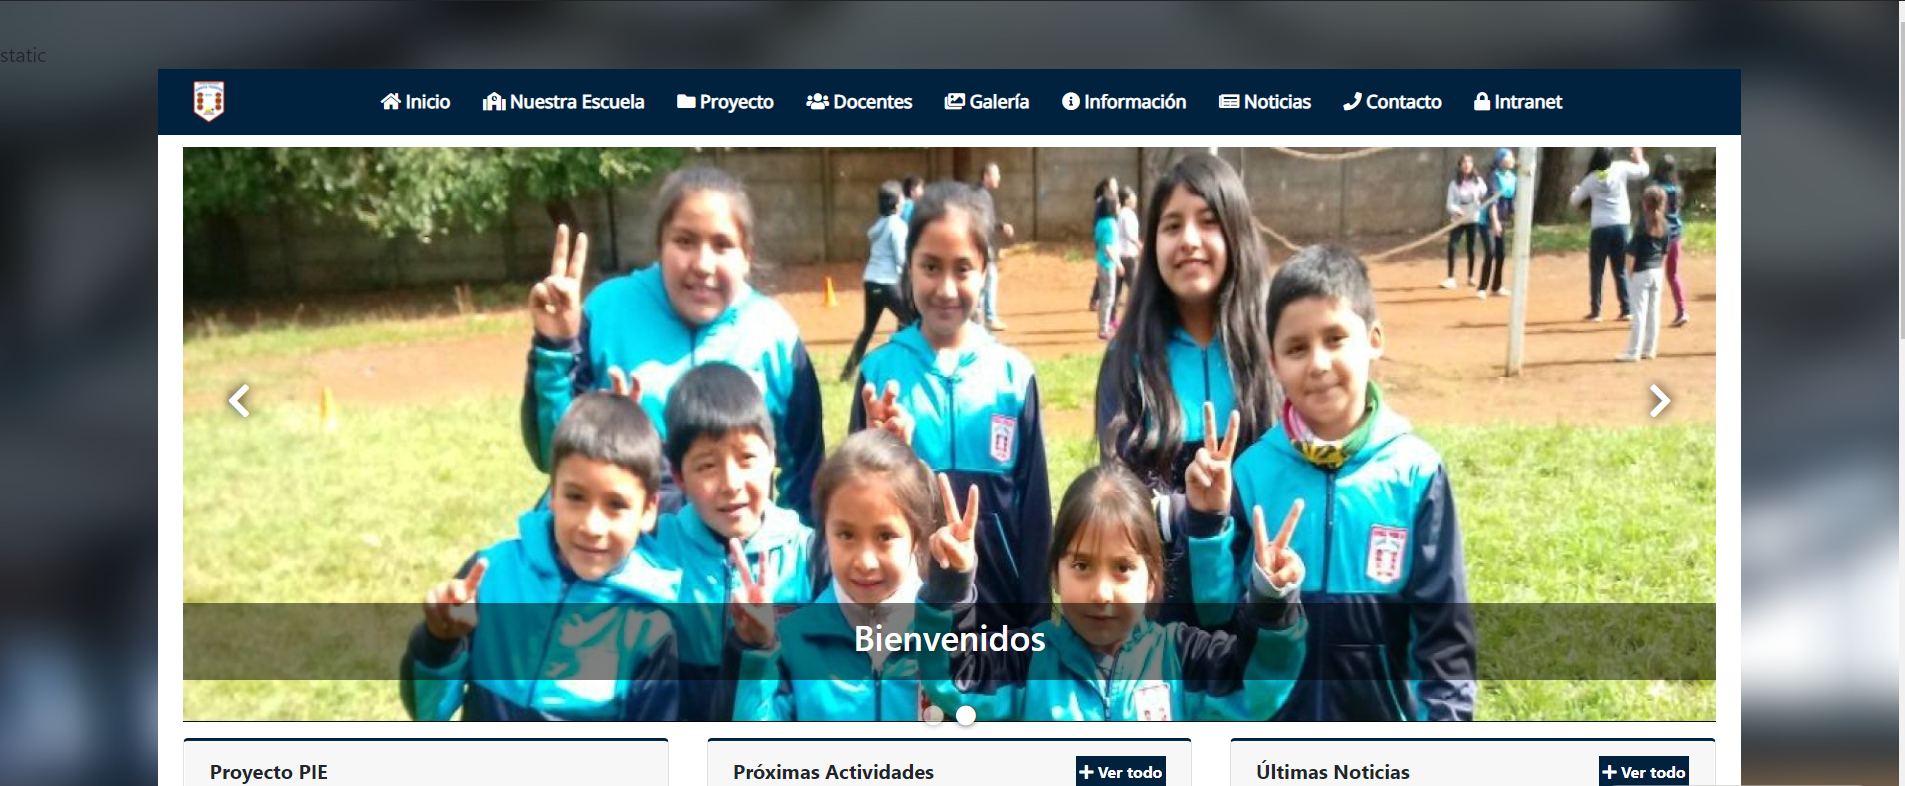 static
Inicio Nuestra Escuela Proyecto Docentes Galería Información Noticias Contacto Intranet
Bienvenidos
Proyecto PIE
Próximas Actividades
Ver todo
Últimas Noticias
Ver todo